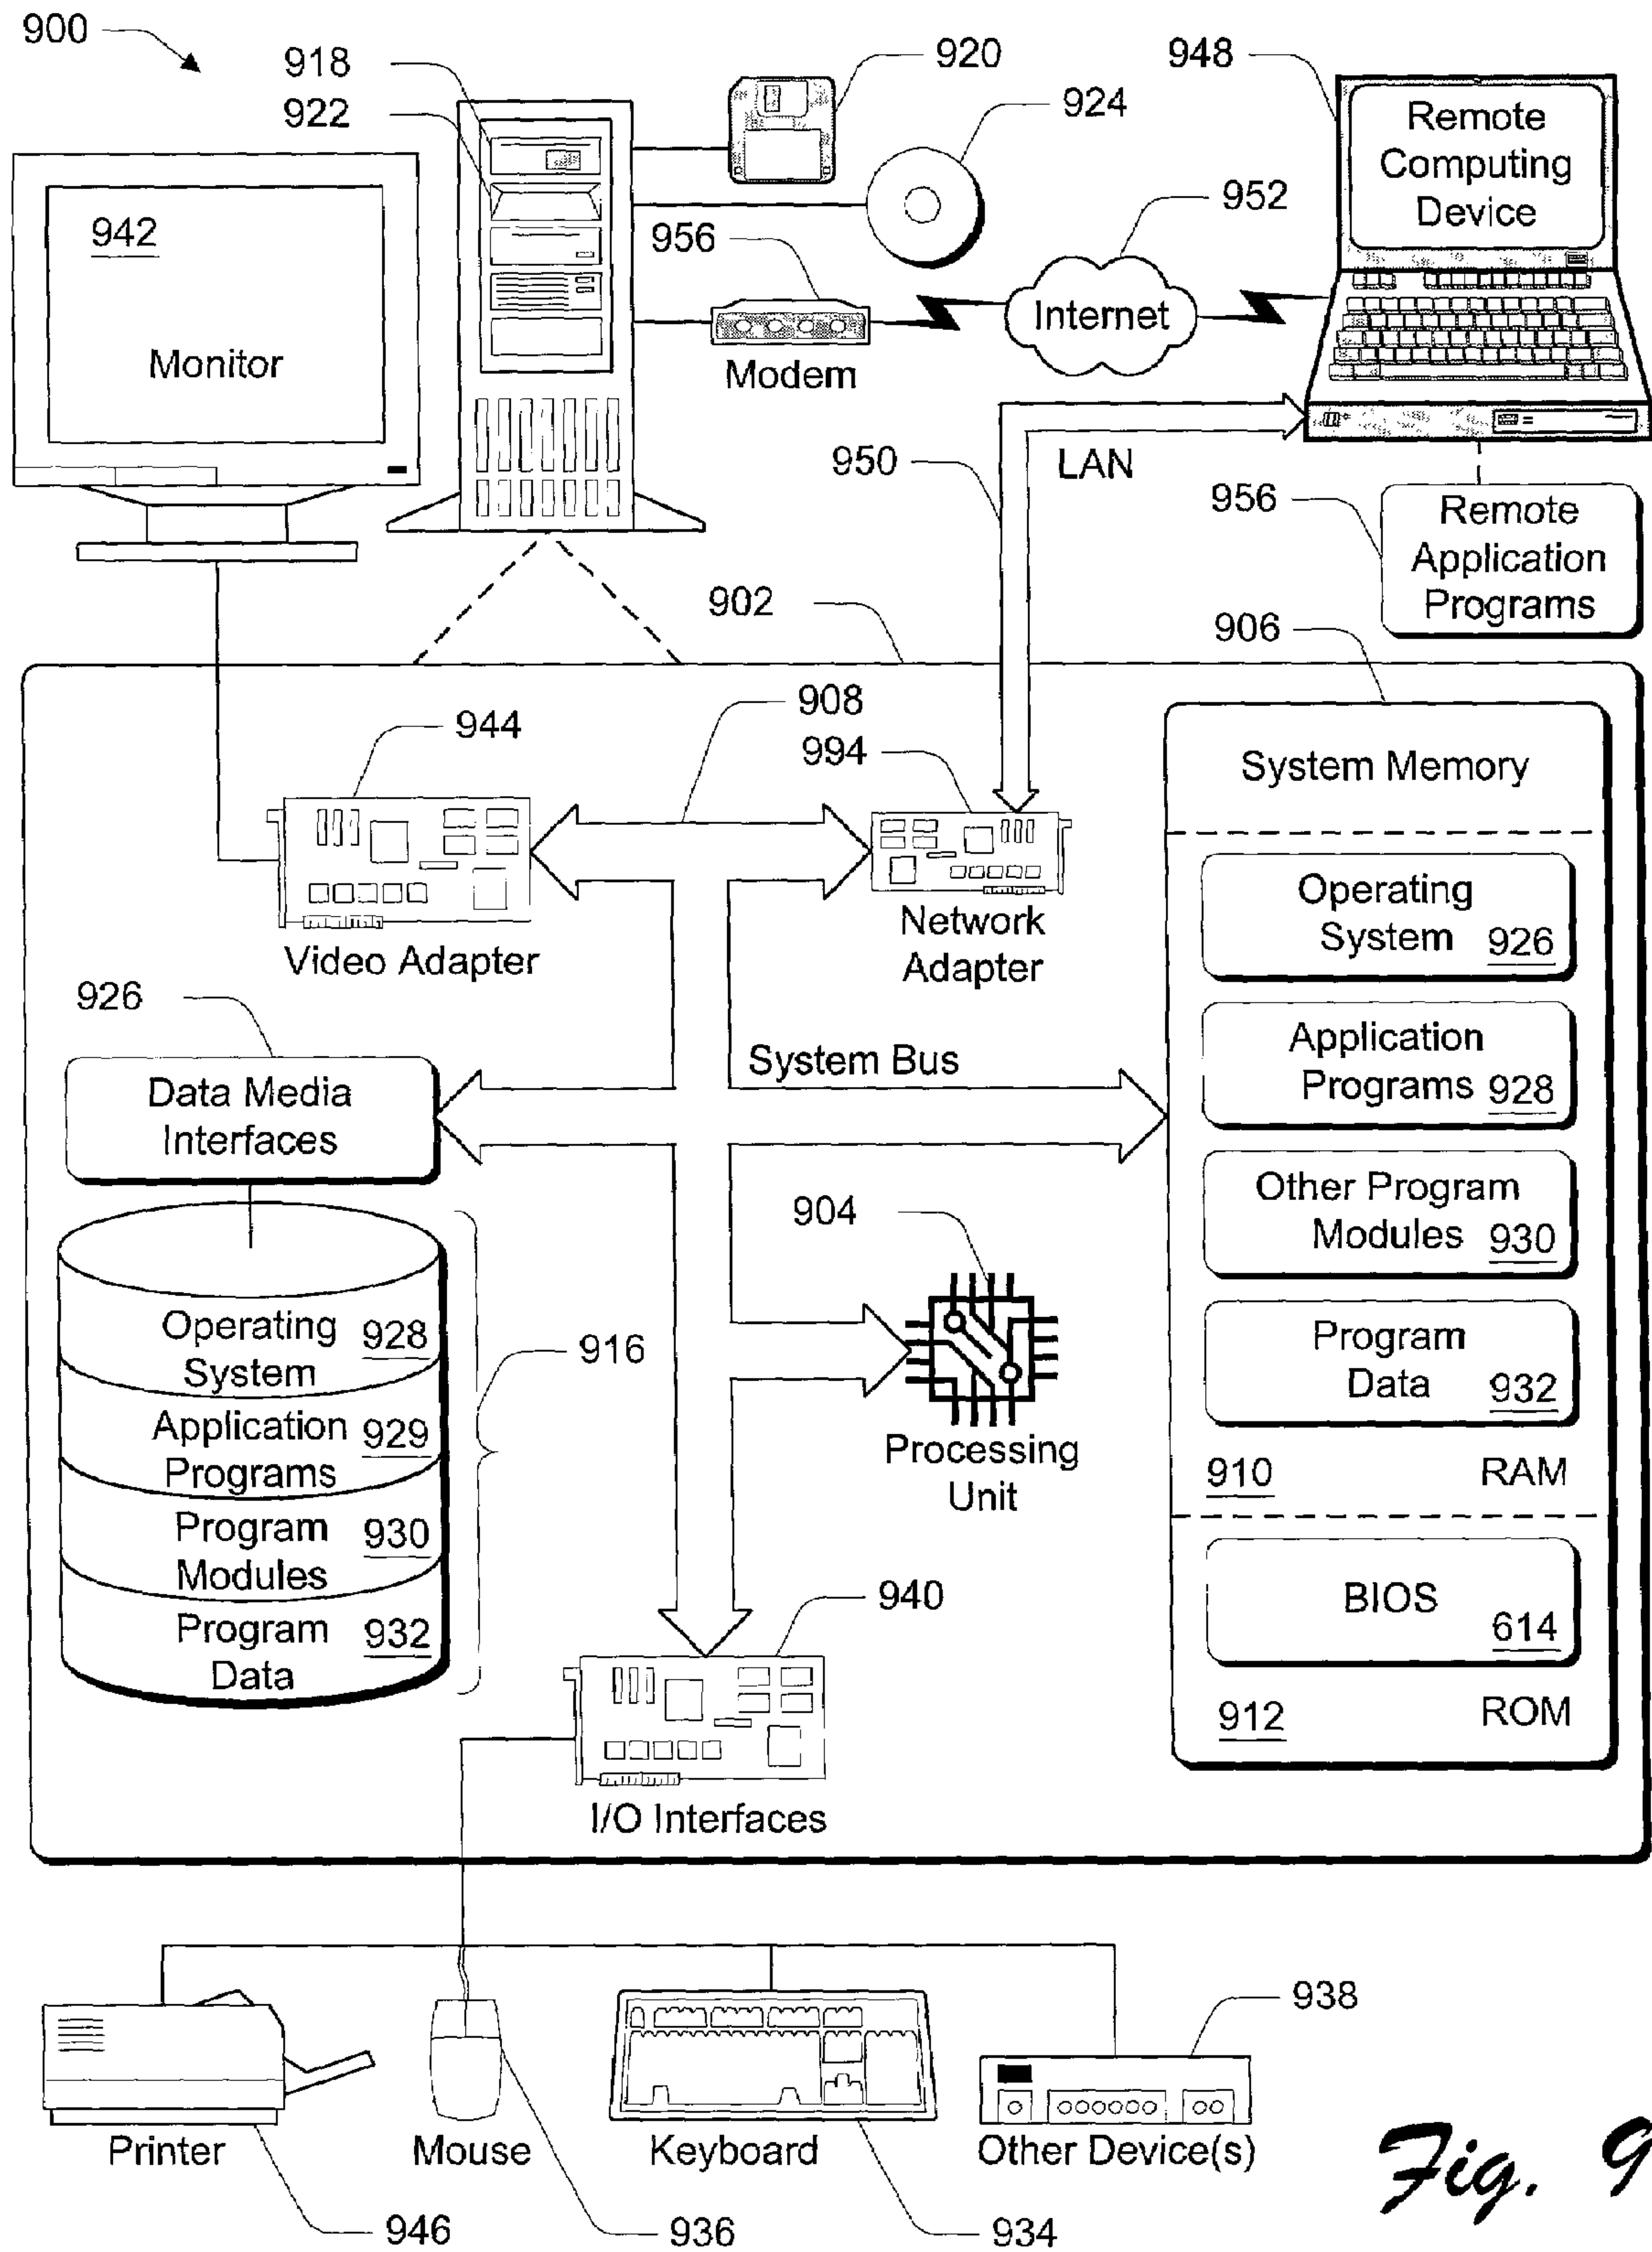 900
918
922
920
924
948
Remote
Computing
Device
942
Monitor
956
952
Internet
Modem
950
LAN
956
Remote
Application
Programs
902
906
908
944
994
System Memory
Video Adapter
Network
Adapter
Operating
System 926
926
Data Media
Interfaces
System Bus
Application
Programs 928
Other Program
Modules 930
904
Program
Data 932
Operating
System 928
916
Application
Programs 929
Processing
Unit
910 RAM
Program
Modules 930
Program
Data 932
940
BIOS
614
912 ROM
I/O Interfaces
938
Printer
Mouse
Keyboard
Other Device(s)
946
936
934
Fig. 9